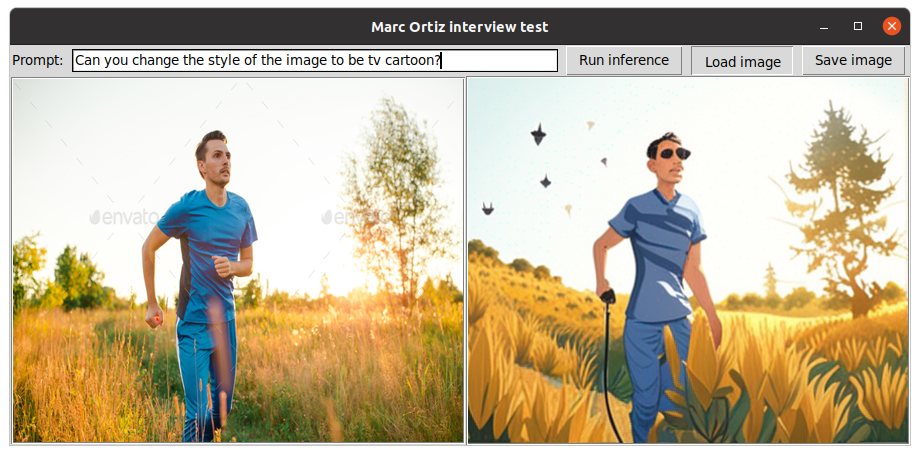 Marc Ortiz interview test
Prompt: Can you change the style of the image to be tv cartoon? Run inference Load image Save image
envato envato